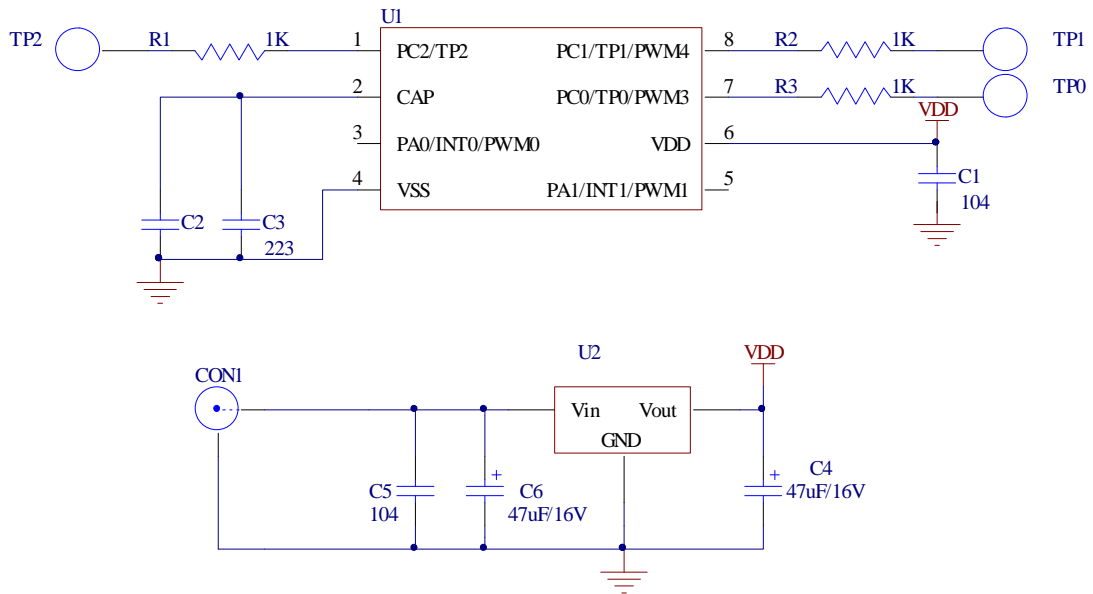 U1
TP2
R1
1K
1
PC2/TP2
PC1/TP1/PWM4
8
R2
1K
TP1
2
CAP
PC0/TP0/PWM3
7
R3
1K
TP0
VDD
3
PA0/INT0/PWM0
VDD
6
4
VSS
PA1/INT1/PWM1
5
C1
104
C2
C3
223
U2
VDD
CON1
Vin
Vout
GND
C5
104
+
C6
47uF/16V
+
C4
47uF/16V